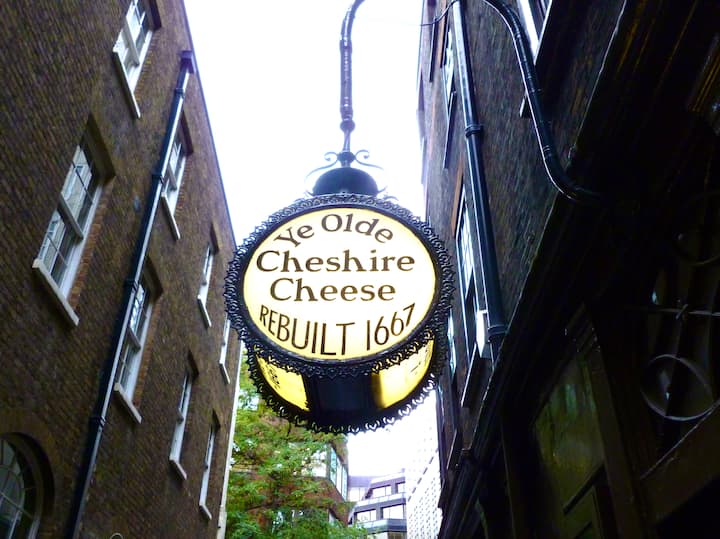 Ye Olde
Cheshire
Cheese
REBUILT 1667